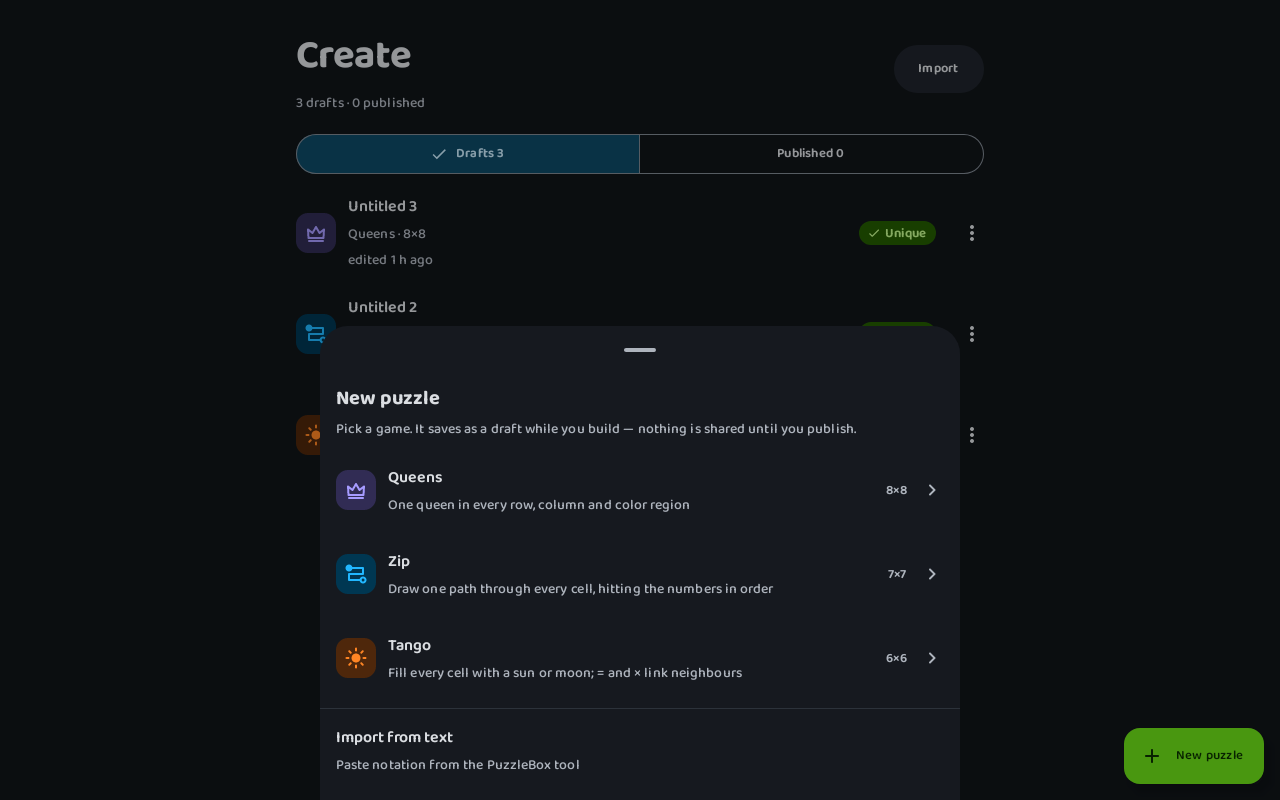 Create
Import
3 drafts · 0 published
Drafts 3
Published 0
Untitled 3
Queens · 8×8
edited 1 h ago
Unique
Untitled 2
New puzzle
Pick a game. It saves as a draft while you build — nothing is shared until you publish.
Queens
One queen in every row, column and color region
8×8
Zip
Draw one path through every cell, hitting the numbers in order
7×7
Tango
Fill every cell with a sun or moon; = and × link neighbours
6×6
Import from text
Paste notation from the PuzzleBox tool
New puzzle